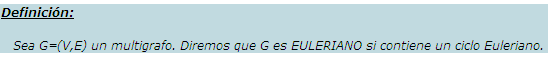 Definición:
Sea G=(V,E) un multigrafo. Diremos que G es EULERIANO si contiene un ciclo Euleriano.